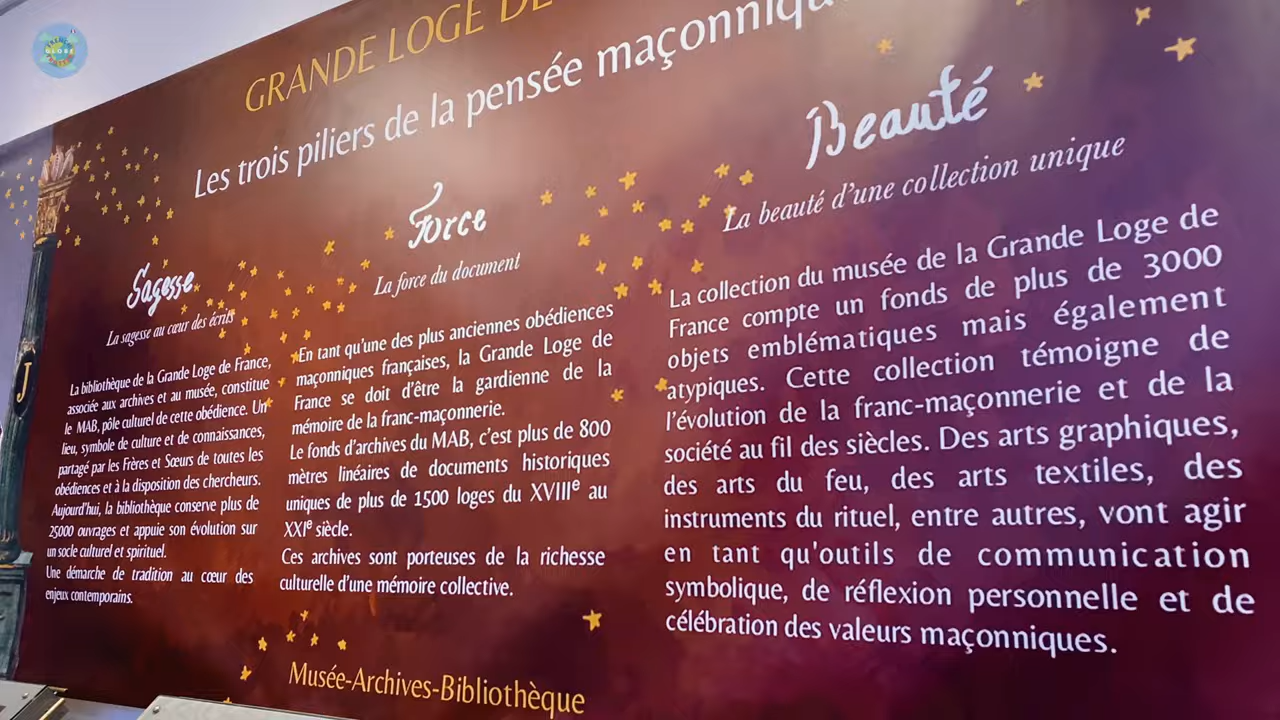 GLOBE
GRANDE LOGE DE
Les trois piliers de la pensée maçonnique
Sagesse
La sagesse au cœur des écrits
La bibliothèque de la Grande Loge de France,
associée aux archives et au musée, constitue
le MAB, pôle culturel de cette obédience. Un
lieu, symbole de culture et de connaissances,
partagé par les Frères et Sœurs de toutes les
obédiences et à la disposition des chercheurs.
Aujourd'hui, la bibliothèque conserve plus de
25000 ouvrages et appuie son évolution sur
un socle culturel et spirituel.
Une démarche de tradition au cœur des
enjeux contemporains.
Force
La force du document
En tant qu'une des plus anciennes obédiences
maçonniques françaises, la Grande Loge de
France se doit d'être la gardienne de la
mémoire de la franc-maçonnerie.
Le fonds d'archives du MAB, c'est plus de 800
mètres linéaires de documents historiques
uniques de plus de 1500 loges du XVIIIe au
XXIe siècle.
Ces archives sont porteuses de la richesse
culturelle d'une mémoire collective.
Beauté
La beauté d'une collection unique
La collection du musée de la Grande Loge de
France compte un fonds de plus de 3000
objets emblématiques mais également
atypiques. Cette collection témoigne de
l'évolution de la franc-maçonnerie et de la
société au fil des siècles. Des arts graphiques,
des arts du feu, des arts textiles, des
instruments du rituel, entre autres, vont agir
en tant qu'outils de communication
symbolique, de réflexion personnelle et de
célébration des valeurs maçonniques.
J
Musée-Archives-Bibliothèque